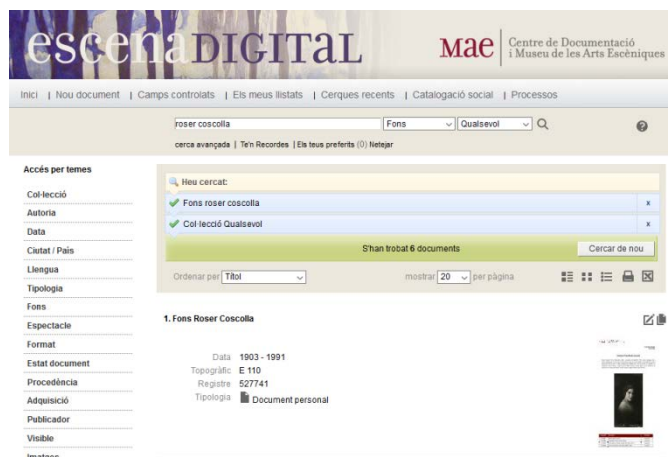 escena DIGITAL
Mae Centre de Documentació
i Museu de les Arts Escèniques
Inici | Nou document | Camps controlats | Els meus llistats | Cerques recents | Catalogació social | Processos
roser coscolla Fons Qualsevol
cerca avançada | Te'n Recordes | Els teus preferits (0) Netejar
Accés per temes
Col·lecció
Autoria
Data
Ciutat / País
Llengua
Tipologia
Fons
Espectacle
Format
Estat document
Procedència
Adquisició
Publicador
Visible
Imatges
Heu cercat:
Fons roser coscolla x
Col·lecció Qualsevol x
S'han trobat 6 documents Cercar de nou
Ordenar per Títol mostrar 20 per pàgina
1. Fons Roser Coscolla
Data 1903 - 1991
Topogràfic E 110
Registre 527741
Tipologia Document personal